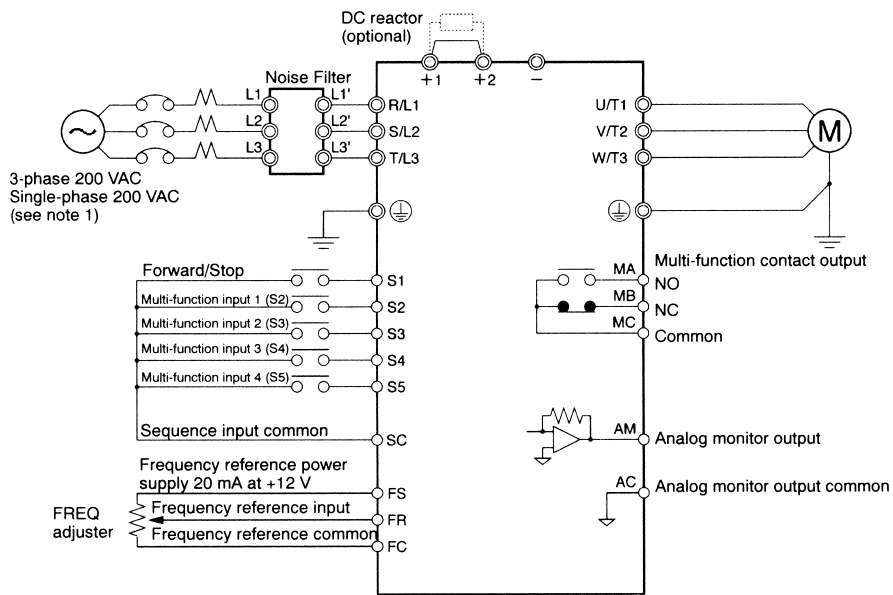 DC reactor
(optional)
+1
+2
−
Noise Filter
L1
L1'
R/L1
U/T1
L2
L2'
S/L2
V/T2
M
L3
L3'
T/L3
W/T3
3-phase 200 VAC
Single-phase 200 VAC
(see note 1)
Forward/Stop
S1
Multi-function input 1 (S2)
S2
Multi-function input 2 (S3)
S3
Multi-function input 3 (S4)
S4
Multi-function input 4 (S5)
S5
Sequence input common
SC
Multi-function contact output
MA
NO
MB
NC
MC
Common
AM
Analog monitor output
AC
Analog monitor output common
Frequency reference power
supply 20 mA at +12 V
FS
FREQ
adjuster
Frequency reference input
FR
Frequency reference common
FC